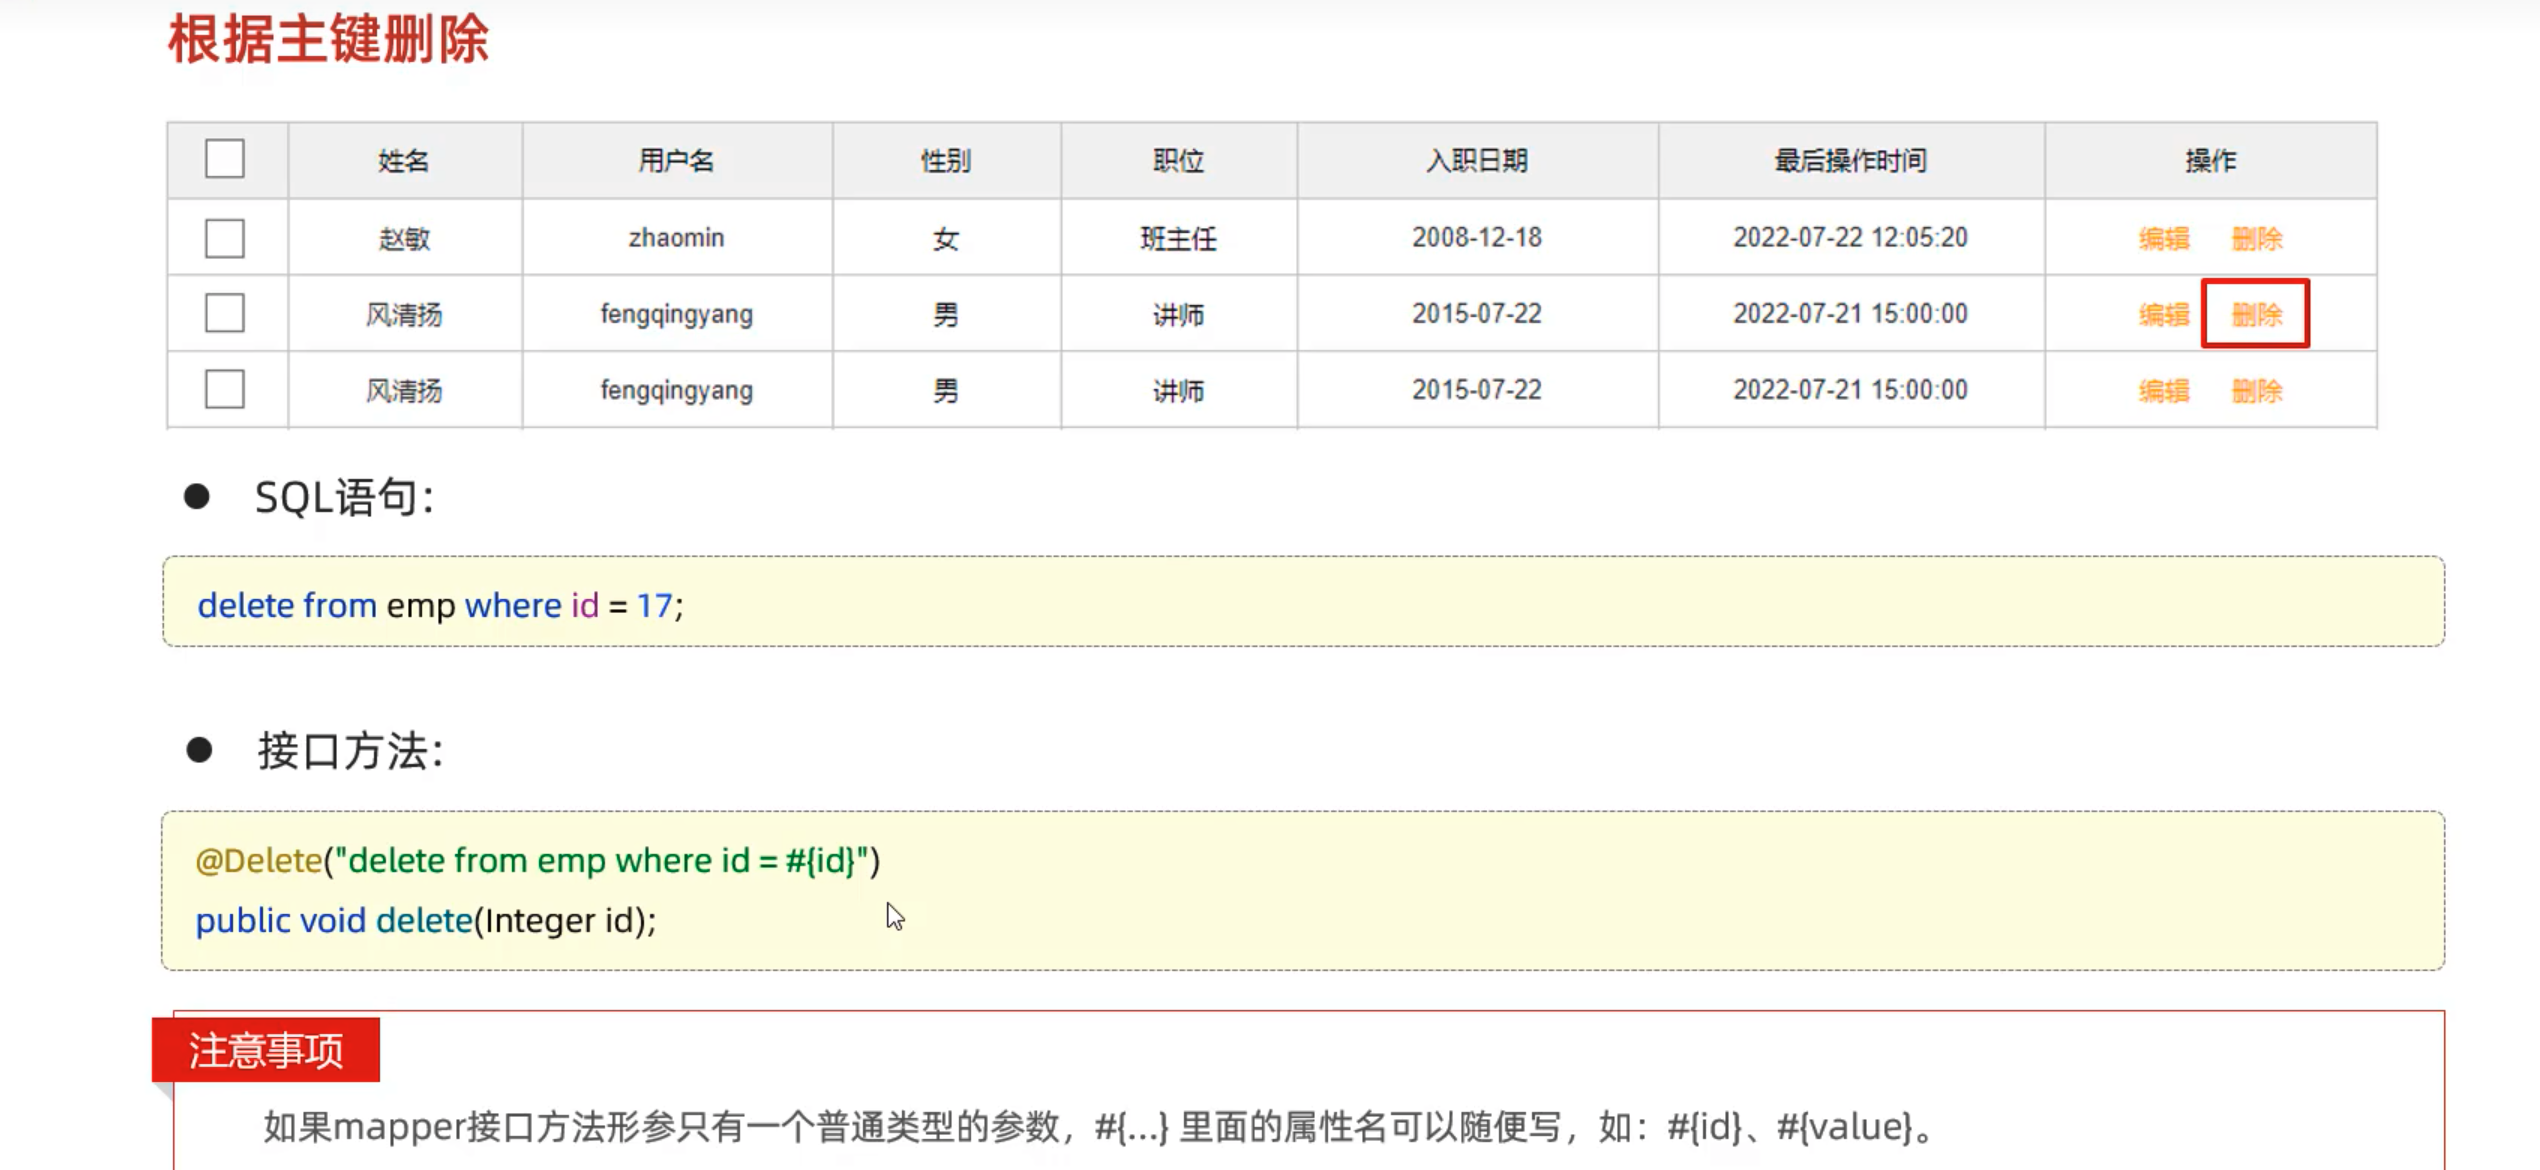 根据主键删除
姓名 用户名 性别 职位 入职日期 最后操作时间 操作
赵敏 zhaomin 女 班主任 2008-12-18 2022-07-22 12:05:20 编辑 删除
风清扬 fengqingyang 男 讲师 2015-07-22 2022-07-21 15:00:00 编辑 删除
风清扬 fengqingyang 男 讲师 2015-07-22 2022-07-21 15:00:00 编辑 删除
● SQL语句：
delete from emp where id = 17;
● 接口方法：
@Delete("delete from emp where id = #{id}")
public void delete(Integer id);
注意事项
如果mapper接口方法形参只有一个普通类型的参数，#{…} 里面的属性名可以随便写，如：#{id}、#{value}。